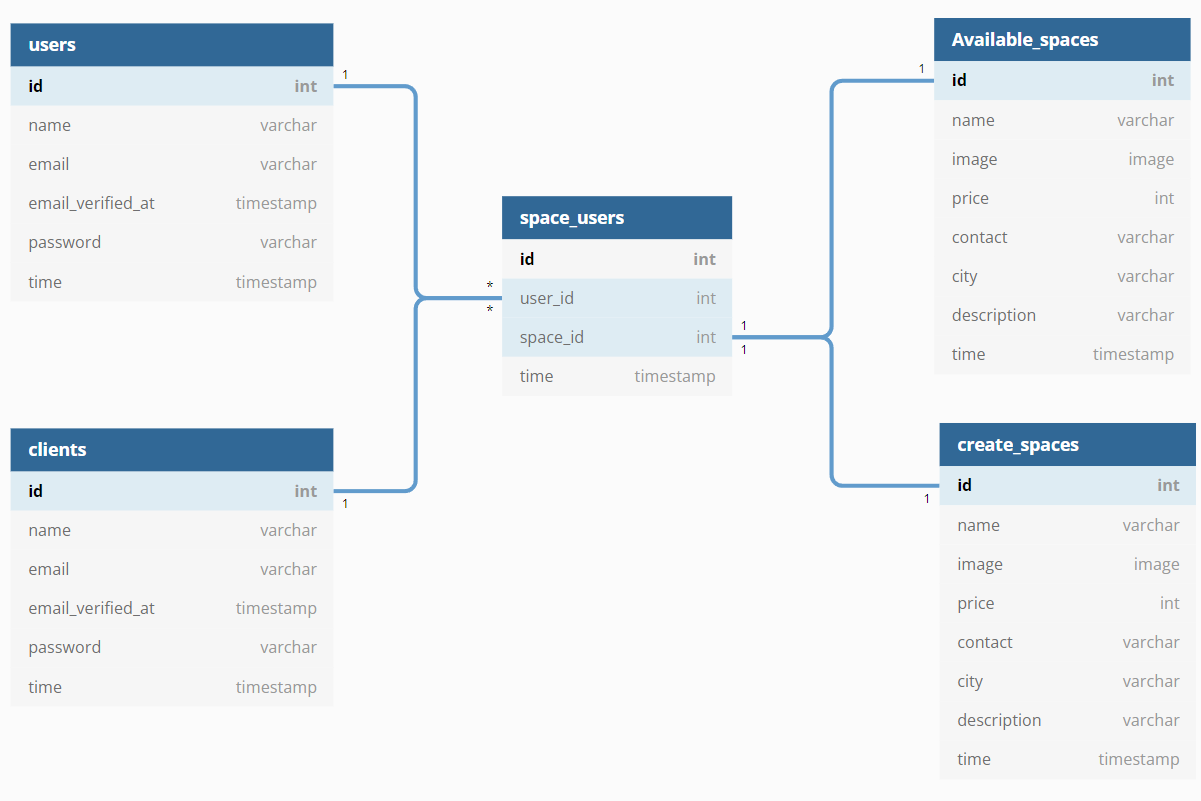 users
id int
name varchar
email varchar
email_verified_at timestamp
password varchar
time timestamp
1
clients
id int
name varchar
email varchar
email_verified_at timestamp
password varchar
time timestamp
1
space_users
id int
user_id int
space_id int
time timestamp
*
*
1
1
Available_spaces
id int
name varchar
image image
price int
contact varchar
city varchar
description varchar
time timestamp
1
create_spaces
id int
name varchar
image image
price int
contact varchar
city varchar
description varchar
time timestamp
1